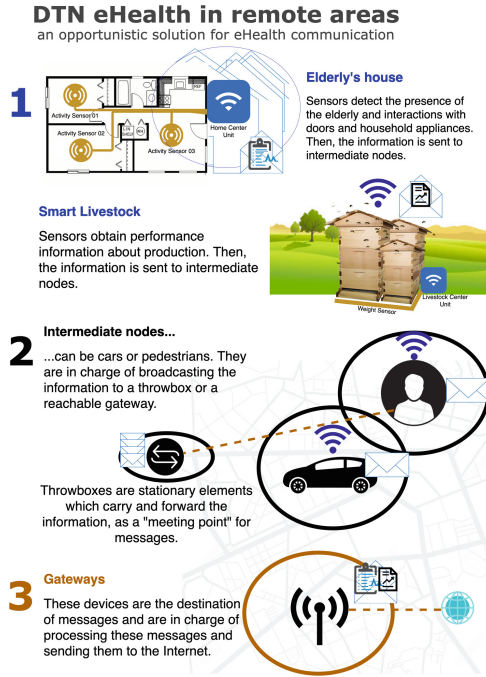 DTN eHealth in remote areas
an opportunistic solution for eHealth communication
1
Activity Sensor 01
Activity Sensor 02
Activity Sensor 03
REF
Home Center
Unit
Elderly's house
Sensors detect the presence of
the elderly and interactions with
doors and household appliances.
Then, the information is sent to
intermediate nodes.
Smart Livestock
Sensors obtain performance
information about production. Then,
the information is sent to intermediate
nodes.
Livestock Center
Unit
Weight Sensor
2
Intermediate nodes...
...can be cars or pedestrians. They
are in charge of broadcasting the
information to a throwbox or a
reachable gateway.
Throwboxes are stationary elements
which carry and forward the
information, as a "meeting point" for
messages.
3
Gateways
These devices are the destination
of messages and are in charge of
processing these messages and
sending them to the Internet.